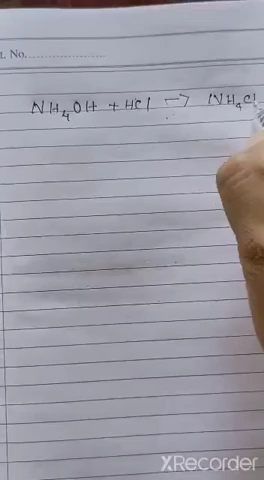 t. No.....................
NH₄OH + HCl → NH₄Cl
XRecorder